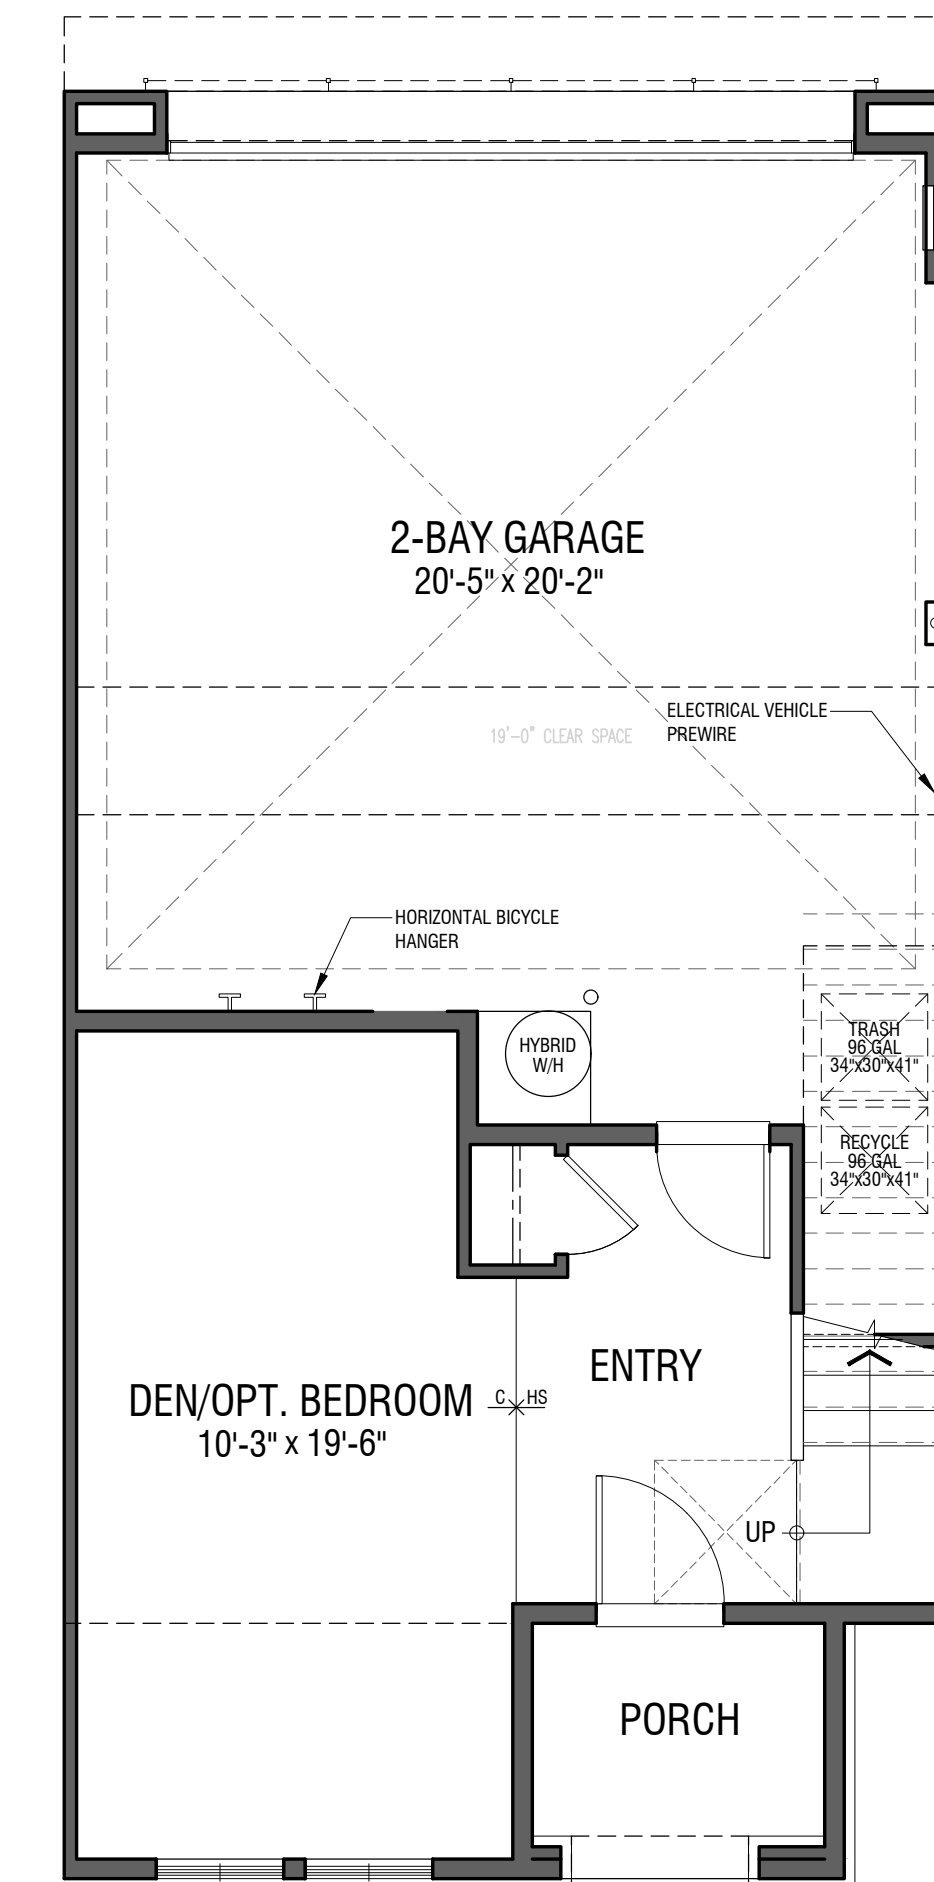 2-BAY GARAGE
20'-5" x 20'-2"
ELECTRICAL VEHICLE
PREWIRE
19'-0" CLEAR SPACE
HORIZONTAL BICYCLE
HANGER
HYBRID
W/H
TRASH
96 GAL
34"x30"x41"
RECYCLE
96 GAL
34"x30"x41"
ENTRY
DEN/OPT. BEDROOM
10'-3" x 19'-6"
C HS
UP
PORCH